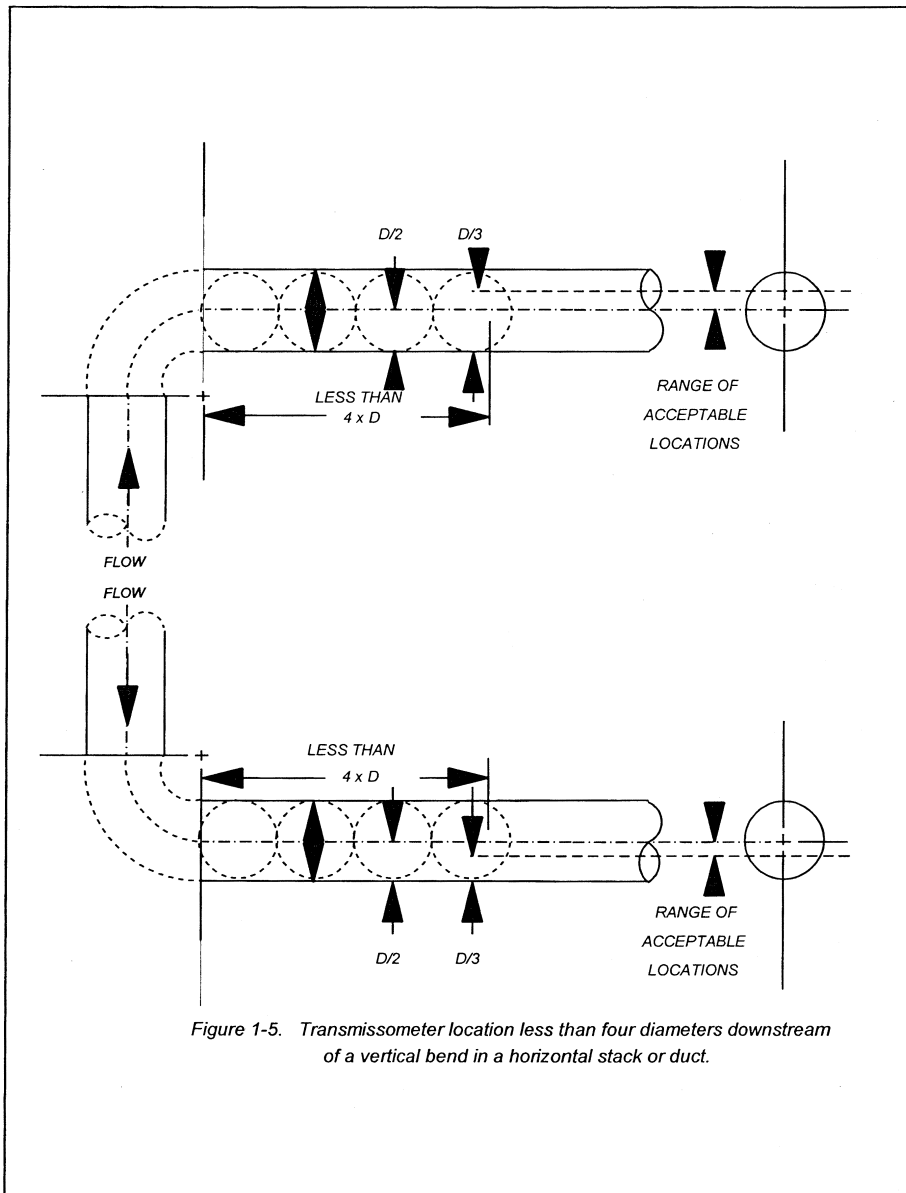 D/2 D/3
LESS THAN
4 x D
RANGE OF
ACCEPTABLE
LOCATIONS
FLOW
FLOW
LESS THAN
4 x D
RANGE OF
ACCEPTABLE
LOCATIONS
D/2 D/3
Figure 1-5. Transmissometer location less than four diameters downstream
of a vertical bend in a horizontal stack or duct.